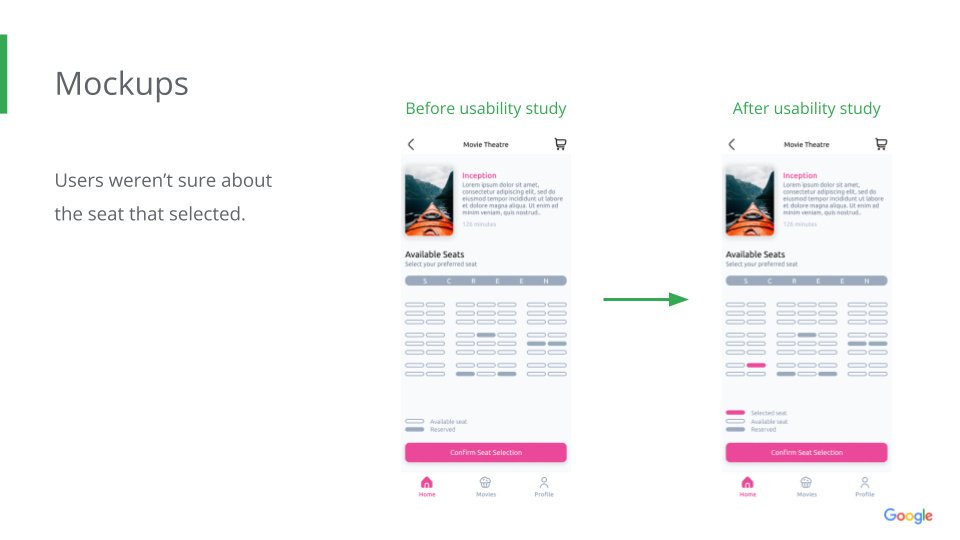 Mockups
Users weren’t sure about
the seat that selected.
Before usability study
Movie Theatre
Inception
Lorem ipsum dolor sit amet,
consectetur adipiscing elit, sed do
eiusmod tempor incididunt ut labore
et dolore magna aliqua. Ut enim ad
minim veniam, quis nostrud..
126 minutes
Available Seats
Select your preferred seat
S C R E E N
Available seat
Reserved
Confirm Seat Selection
Home Movies Profile
After usability study
Movie Theatre
Inception
Lorem ipsum dolor sit amet,
consectetur adipiscing elit, sed do
eiusmod tempor incididunt ut labore
et dolore magna aliqua. Ut enim ad
minim veniam, quis nostrud..
126 minutes
Available Seats
Select your preferred seat
S C R E E N
Selected seat
Available seat
Reserved
Confirm Seat Selection
Home Movies Profile
Google